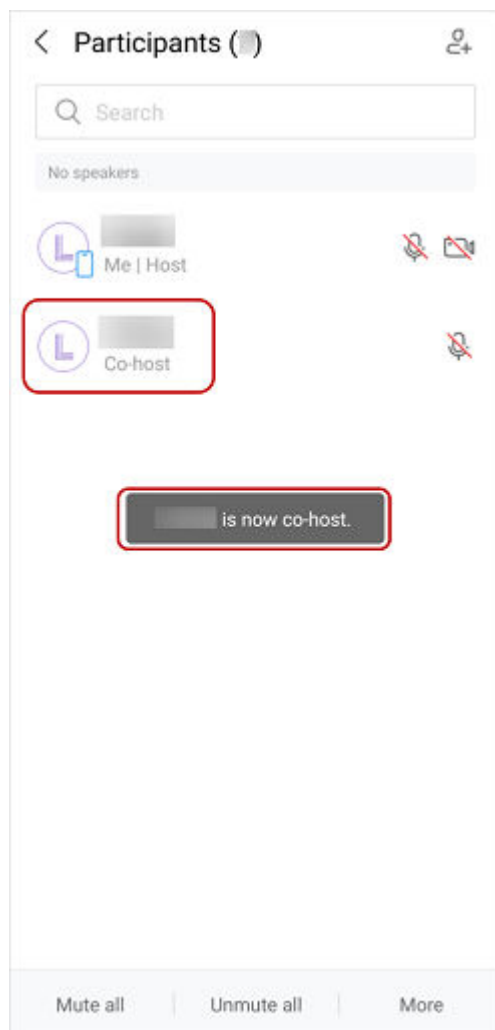 Participants ( )
Search
No speakers
L
Me | Host
L
Co-host
is now co-host.
Mute all
Unmute all
More